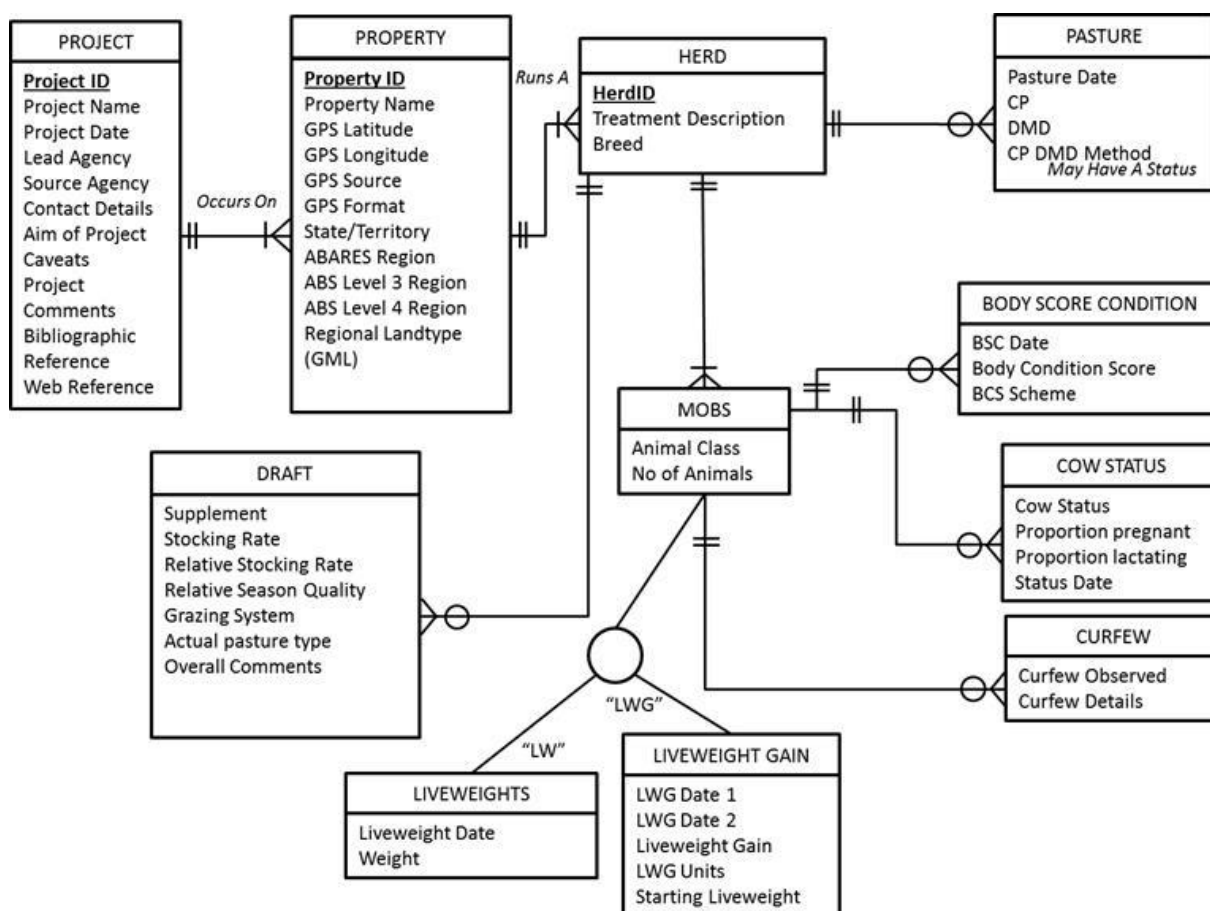 PROJECT
Project ID
Project Name
Project Date
Lead Agency
Source Agency
Contact Details
Aim of Project
Caveats
Project
Comments
Bibliographic
Reference
Web Reference
Occurs On
PROPERTY
Property ID
Property Name
GPS Latitude
GPS Longitude
GPS Source
GPS Format
State/Territory
ABARES Region
ABS Level 3 Region
ABS Level 4 Region
Regional Landtype
(GML)
Runs A
HERD
HerdID
Treatment Description
Breed
PASTURE
Pasture Date
CP
DMD
CP DMD Method
May Have A Status
BODY SCORE CONDITION
BSC Date
Body Condition Score
BCS Scheme
MOBS
Animal Class
No of Animals
COW STATUS
Cow Status
Proportion pregnant
Proportion lactating
Status Date
DRAFT
Supplement
Stocking Rate
Relative Stocking Rate
Relative Season Quality
Grazing System
Actual pasture type
Overall Comments
CURFEW
Curfew Observed
Curfew Details
"LWG"
"LW"
LIVEWEIGHTS
Liveweight Date
Weight
LIVEWEIGHT GAIN
LWG Date 1
LWG Date 2
Liveweight Gain
LWG Units
Starting Liveweight